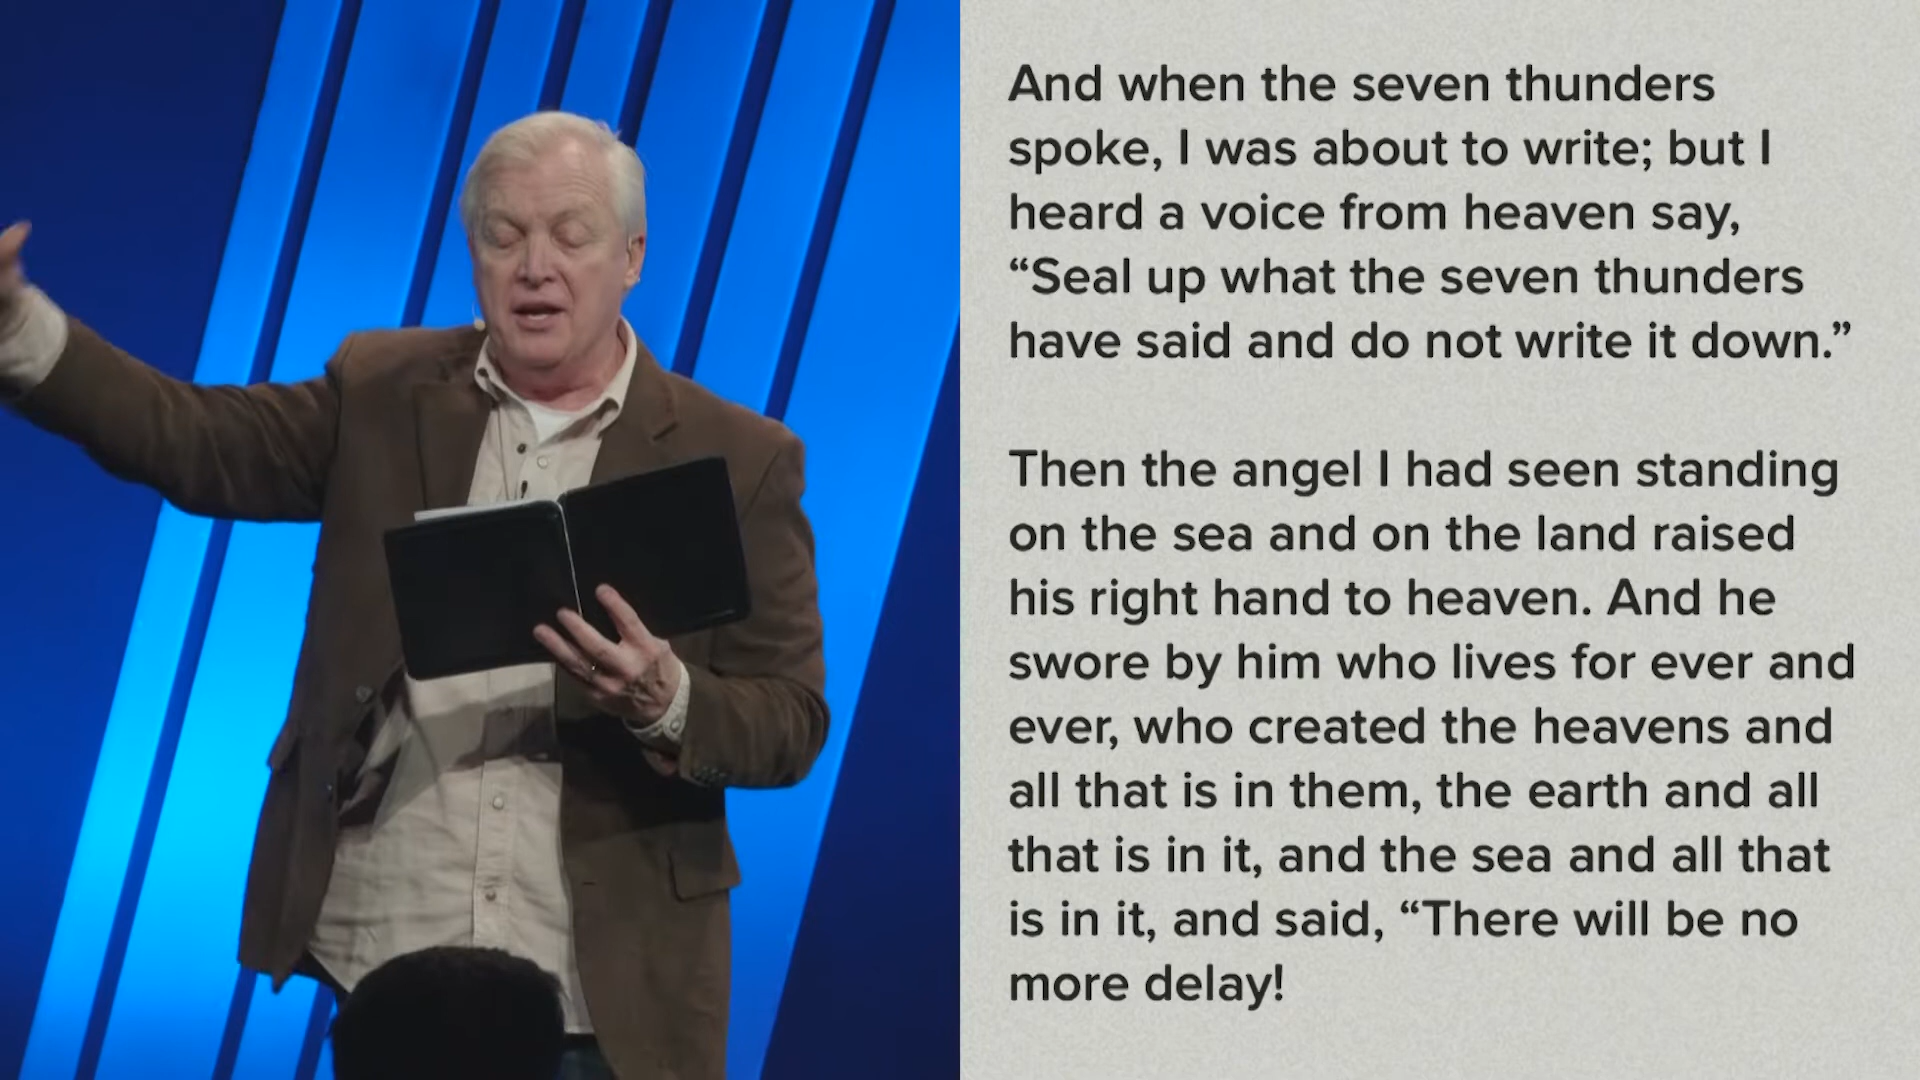 And when the seven thunders
spoke, I was about to write; but I
heard a voice from heaven say,
“Seal up what the seven thunders
have said and do not write it down.”
Then the angel I had seen standing
on the sea and on the land raised
his right hand to heaven. And he
swore by him who lives for ever and
ever, who created the heavens and
all that is in them, the earth and all
that is in it, and the sea and all that
is in it, and said, “There will be no
more delay!